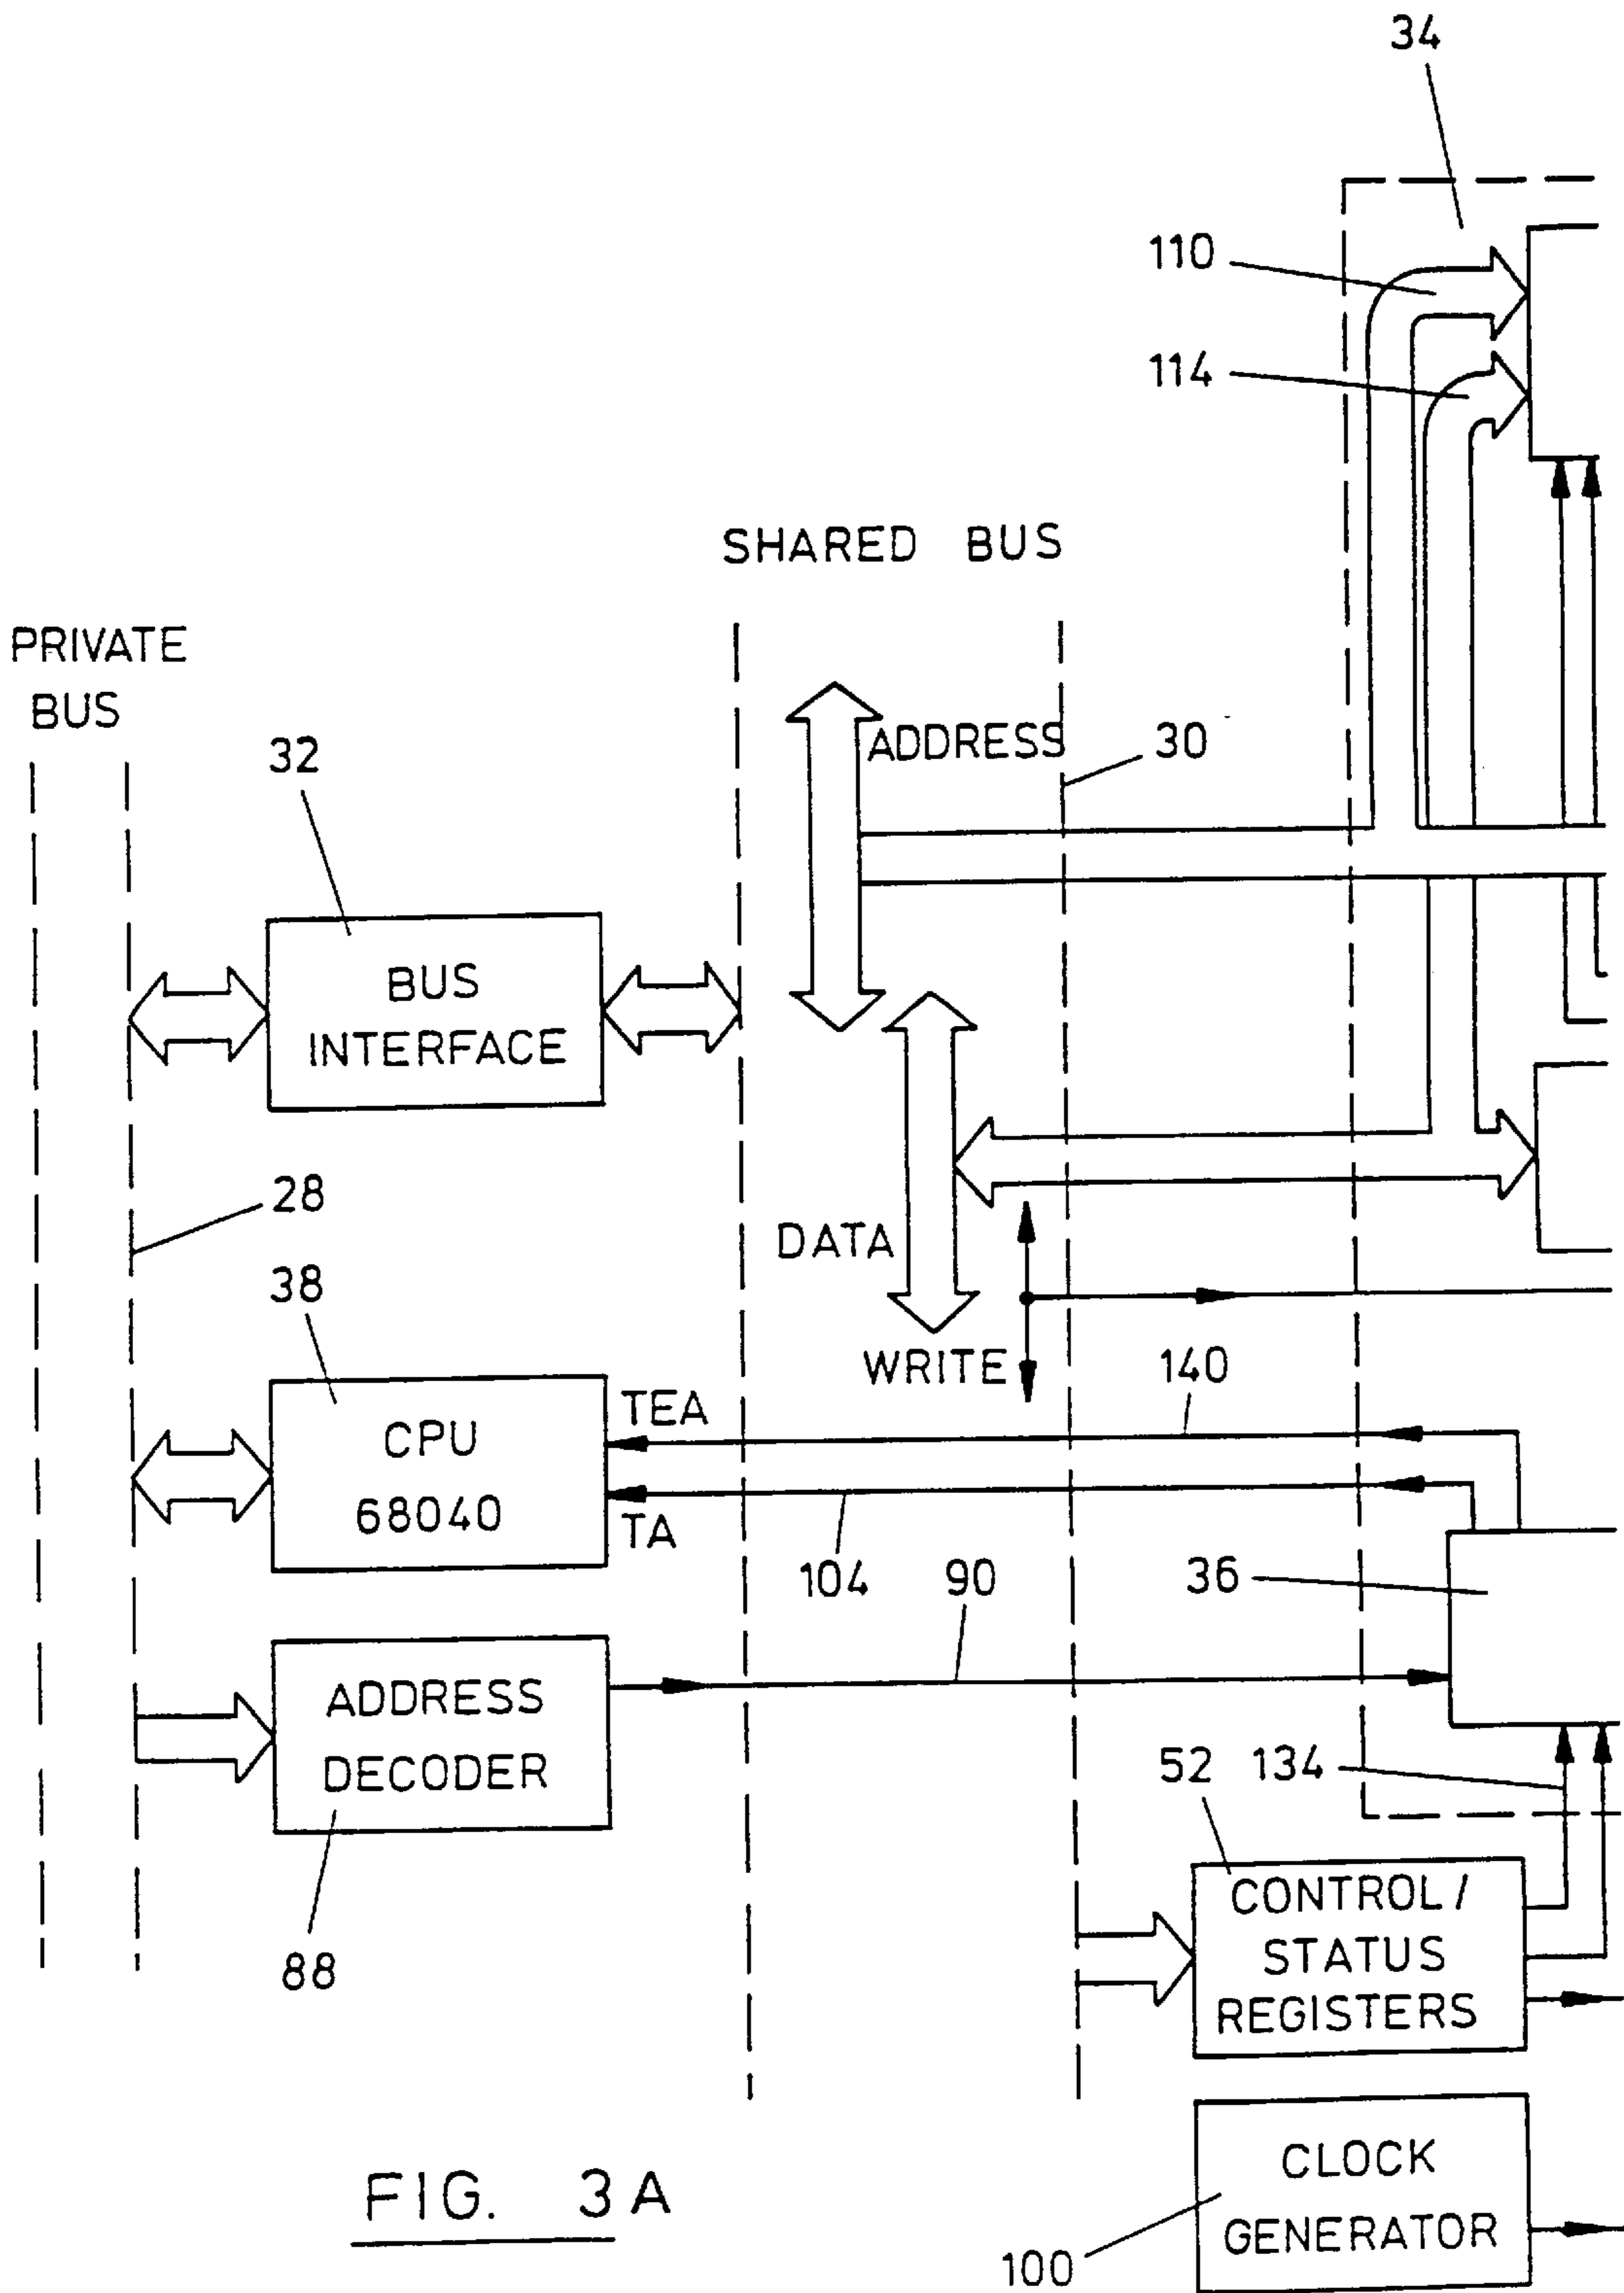 34
110
114
SHARED BUS
PRIVATE
BUS
32
ADDRESS
30
BUS
INTERFACE
28
DATA
38
WRITE
140
TEA
CPU
68040
TA
104
90
36
ADDRESS
DECODER
52
134
CONTROL/
STATUS
REGISTERS
88
CLOCK
GENERATOR
100
FIG. 3A